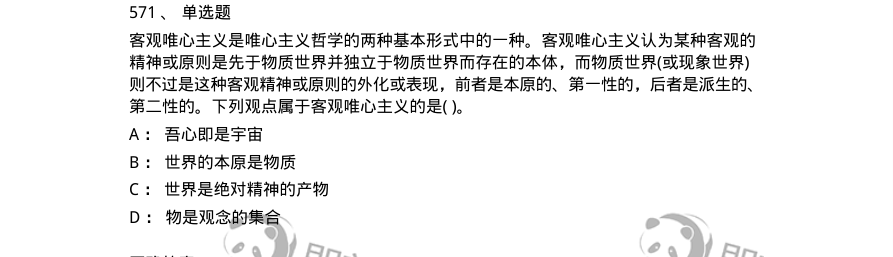 571 、 单选题
客观唯心主义是唯心主义哲学的两种基本形式中的一种。客观唯心主义认为某种客观的
精神或原则是先于物质世界并独立于物质世界而存在的本体，而物质世界(或现象世界)
则不过是这种客观精神或原则的外化或表现，前者是本原的、第一性的，后者是派生的、
第二性的。下列观点属于客观唯心主义的是( )。
A： 吾心即是宇宙
B： 世界的本原是物质
C： 世界是绝对精神的产物
D： 物是观念的集合